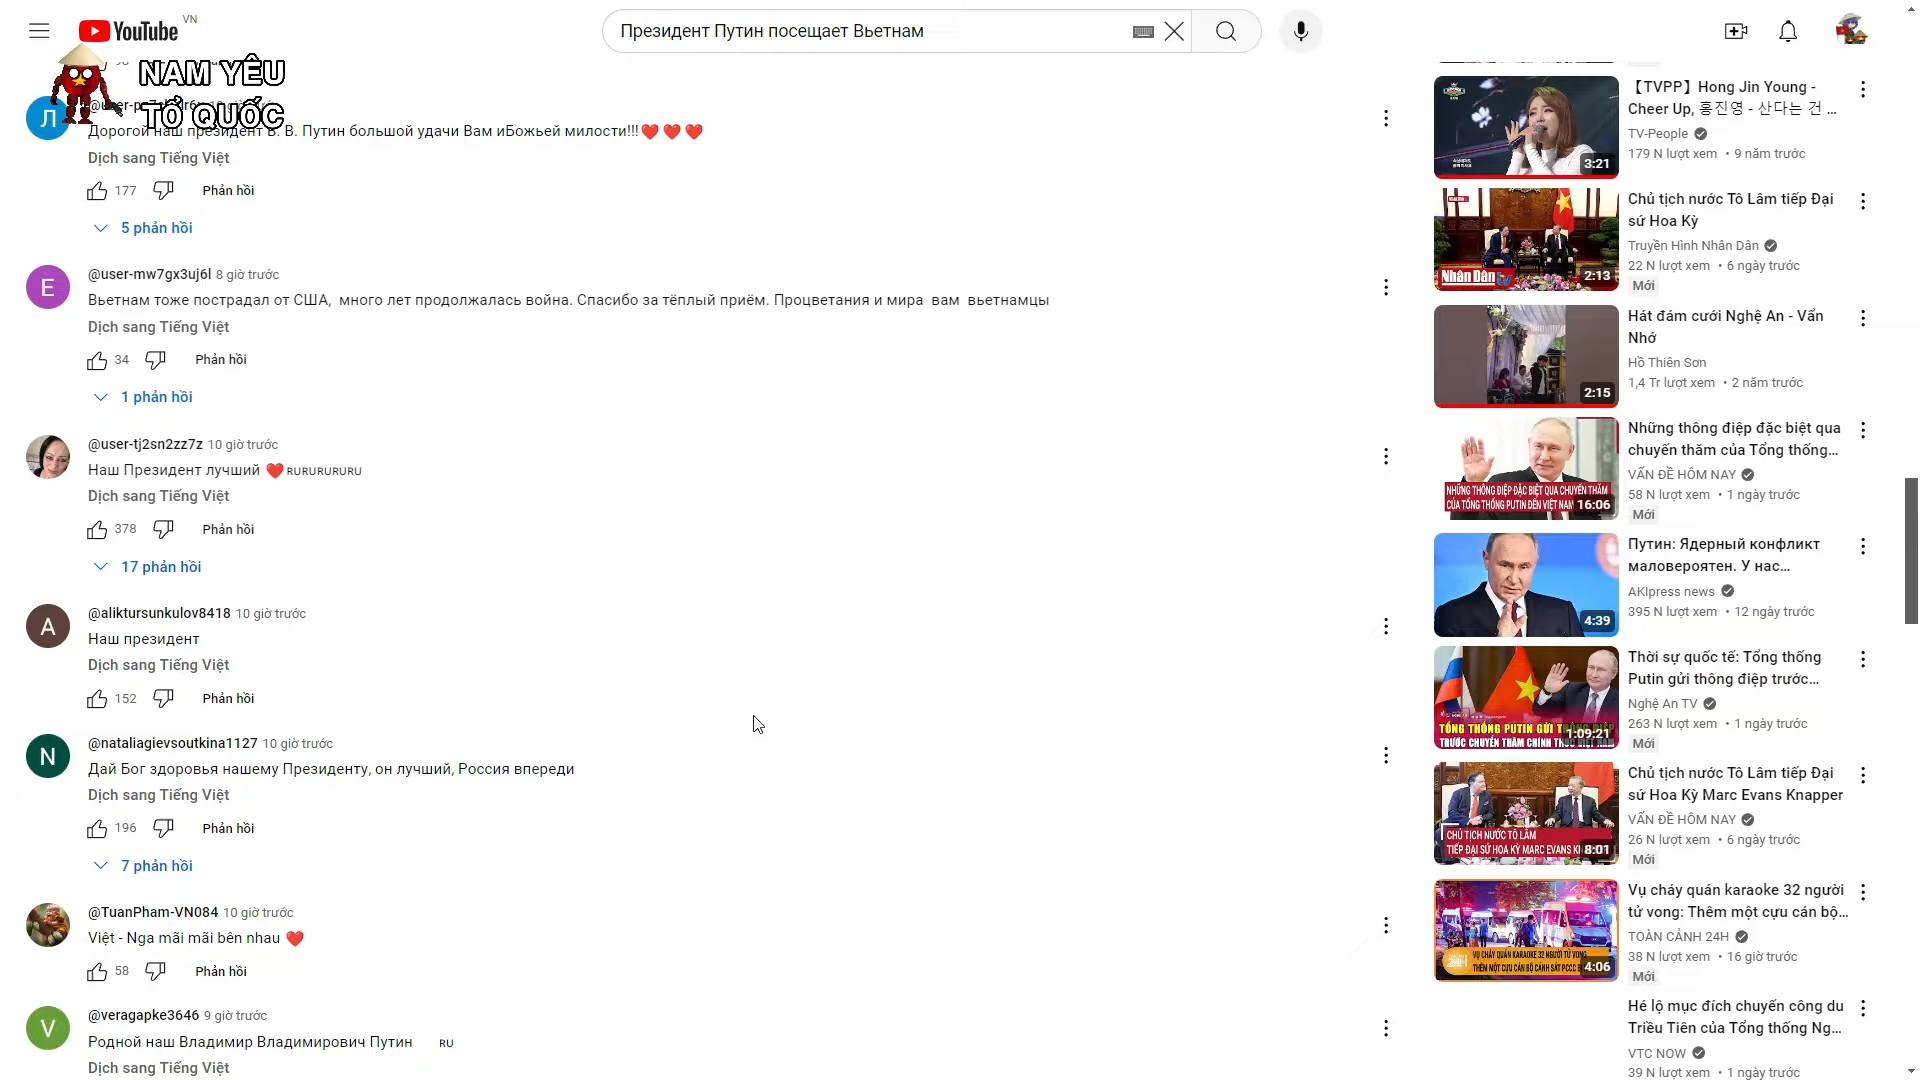 YouTube VN
Президент Путин посещает Вьетнам
NAM YÊU
TỔ QUỐC
Дорогой наш президент В. В. Путин большой удачи Вам иБожьей милости!!!❤️❤️❤️
Dịch sang Tiếng Việt
177 Phản hồi
5 phản hồi
@user-mw7gx3uj6l 8 giờ trước
Вьетнам тоже пострадал от США, много лет продолжалась война. Спасибо за тёплый приём. Процветания и мира вам вьетнамцы
Dịch sang Tiếng Việt
34 Phản hồi
1 phản hồi
@user-tj2sn2zz7z 10 giờ trước
Наш Президент лучший ❤️RURURURURU
Dịch sang Tiếng Việt
378 Phản hồi
17 phản hồi
@aliktursunkulov8418 10 giờ trước
Наш президент
Dịch sang Tiếng Việt
152 Phản hồi
@nataliagievsoutkina1127 10 giờ trước
Дай Бог здоровья нашему Президенту, он лучший, Россия впереди
Dịch sang Tiếng Việt
196 Phản hồi
7 phản hồi
@TuanPham-VN084 10 giờ trước
Việt - Nga mãi mãi bên nhau ❤️
58 Phản hồi
@veragapke3646 9 giờ trước
Родной наш Владимир Владимирович Путин RU
Dịch sang Tiếng Việt
【TVPP】Hong Jin Young -
Cheer Up, 홍진영 - 산다는 건 ...
TV-People
179 N lượt xem • 9 năm trước
3:21
Chủ tịch nước Tô Lâm tiếp Đại
sứ Hoa Kỳ
Truyền Hình Nhân Dân
22 N lượt xem • 6 ngày trước
Mới
Nhân Dân tv
2:13
Hát đám cưới Nghệ An - Vẩn
Nhớ
Hồ Thiên Sơn
1,4 Tr lượt xem • 2 năm trước
2:15
Những thông điệp đặc biệt qua
chuyến thăm của Tổng thống...
VẤN ĐỀ HÔM NAY
58 N lượt xem • 1 ngày trước
Mới
NHỮNG THÔNG ĐIỆP ĐẶC BIỆT QUA CHUYẾN THĂM
CỦA TỔNG THỐNG PUTIN ĐẾN VIỆT NAM
16:06
Путин: Ядерный конфликт
маловероятен. У нас...
AKIpress news
395 N lượt xem • 12 ngày trước
4:39
Thời sự quốc tế: Tổng thống
Putin gửi thông điệp trước...
Nghệ An TV
263 N lượt xem • 1 ngày trước
Mới
TỔNG THỐNG PUTIN GỬI
TRƯỚC CHUYẾN THĂM CHÍNH
1:09:21
Chủ tịch nước Tô Lâm tiếp Đại
sứ Hoa Kỳ Marc Evans Knapper
VẤN ĐỀ HÔM NAY
26 N lượt xem • 6 ngày trước
Mới
CHỦ TỊCH NƯỚC TÔ LÂM
TIẾP ĐẠI SỨ HOA KỲ MARC EVANS
8:01
Vụ cháy quán karaoke 32 người
tử vong: Thêm một cựu cán bộ...
TOÀN CẢNH 24H
38 N lượt xem • 16 giờ trước
Mới
VỤ CHÁY QUÁN KARAOKE 32 NGƯỜI TỬ VONG
THÊM MỘT CỰU CÁN BỘ CẢNH SÁT PCCC
4:06
Hé lộ mục đích chuyến công du
Triều Tiên của Tổng thống Ng...
VTC NOW
39 N lượt xem • 1 ngày trước